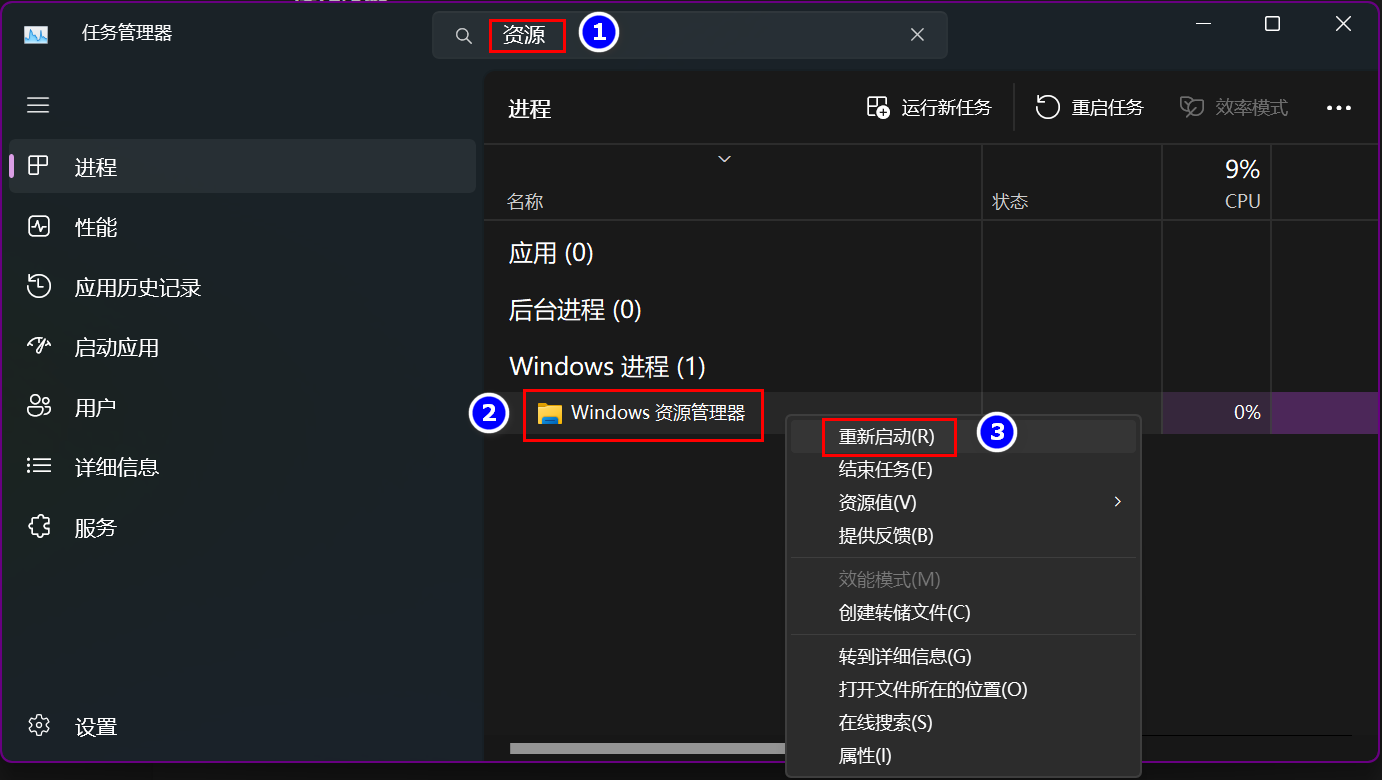 任务管理器
资源
1
进程
性能
应用历史记录
启动应用
用户
详细信息
服务
设置
进程
运行新任务
重启任务
效率模式
名称
状态
9%
CPU
应用 (0)
后台进程 (0)
Windows 进程 (1)
2
Windows 资源管理器
0%
重新启动(R)
3
结束任务(E)
资源值(V)
提供反馈(B)
效能模式(M)
创建转储文件(C)
转到详细信息(G)
打开文件所在的位置(O)
在线搜索(S)
属性(I)